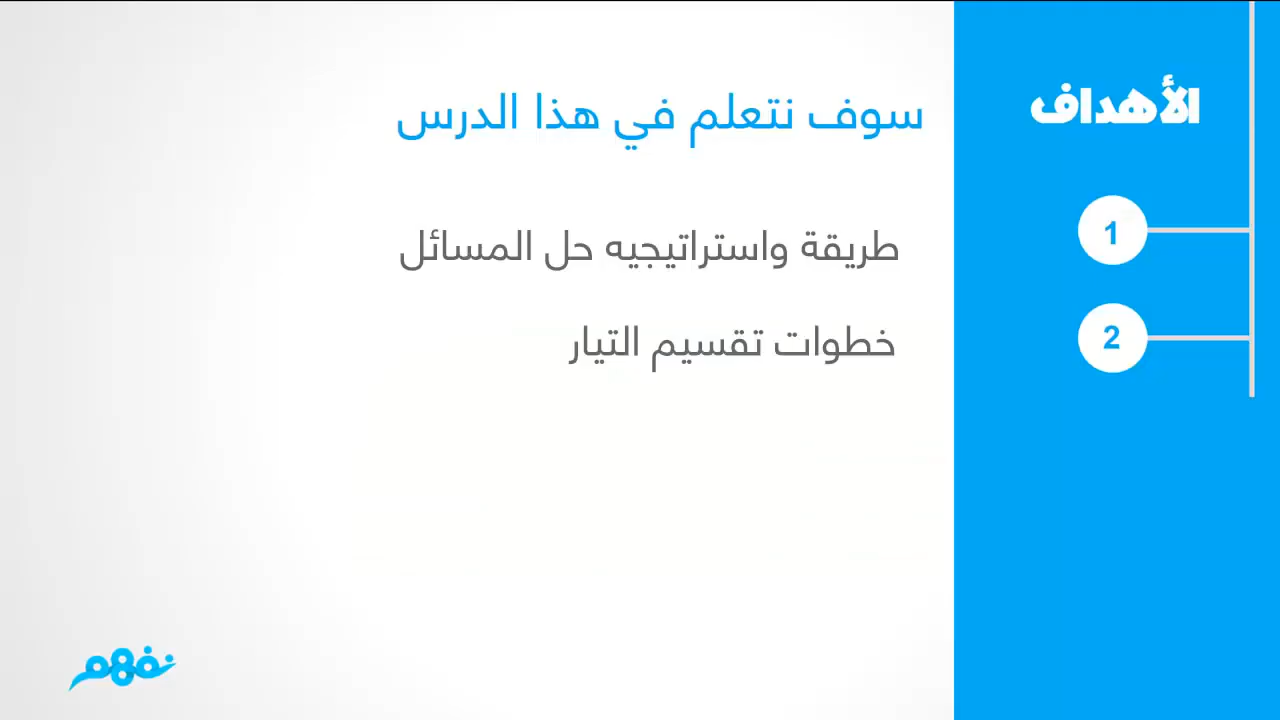 الأهداف
سوف نتعلم في هذا الدرس
1
طريقة واستراتيجيه حل المسائل
2
خطوات تقسيم التيار
نفهم